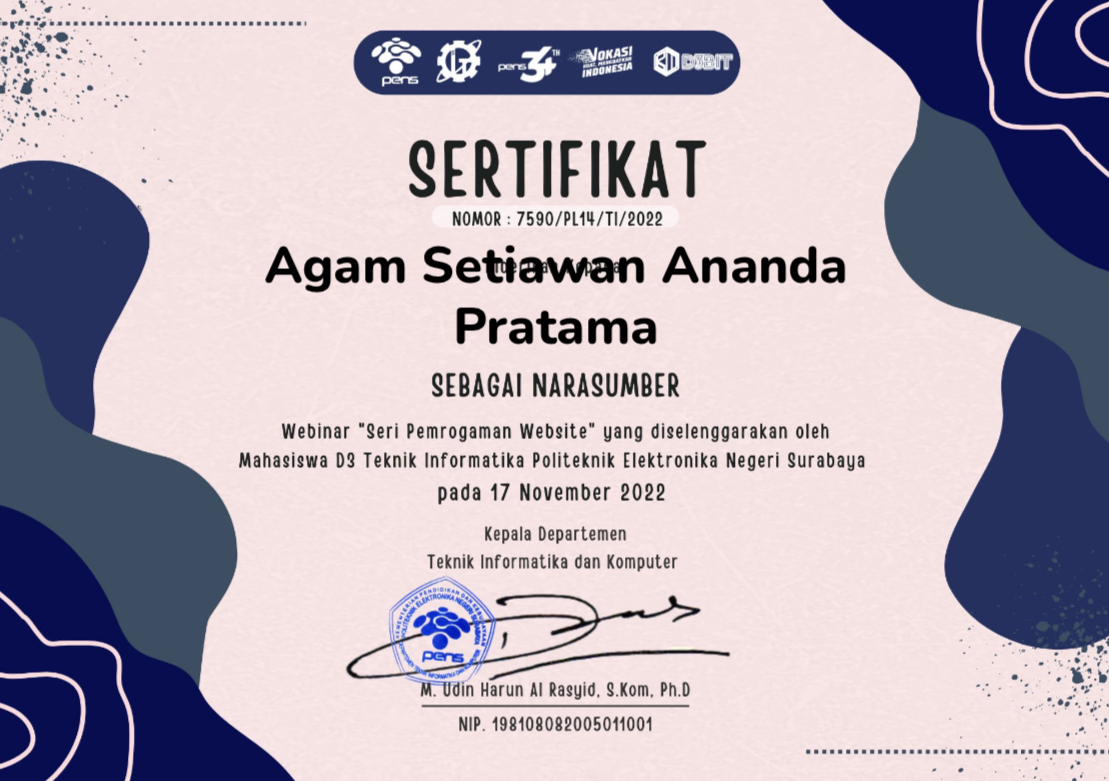 pens
pens 34TH
VOKASI
INDONESIA
D3BIT
SERTIFIKAT
NOMOR : 7590/PL14/TI/2022
Agam Setiawan Ananda
Pratama
SEBAGAI NARASUMBER
Webinar "Seri Pemrogaman Website" yang diselenggarakan oleh
Mahasiswa D3 Teknik Informatika Politeknik Elektronika Negeri Surabaya
pada 17 November 2022
Kepala Departemen
Teknik Informatika dan Komputer
pens
M. Udin Harun Al Rasyid, S.Kom, Ph.D
NIP. 198108082005011001